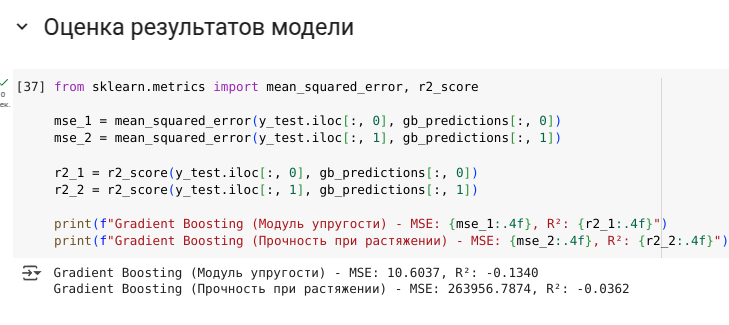 Оценка результатов модели
[37] from sklearn.metrics import mean_squared_error, r2_score
0
ек.
mse_1 = mean_squared_error(y_test.iloc[:, 0], gb_predictions[:, 0])
mse_2 = mean_squared_error(y_test.iloc[:, 1], gb_predictions[:, 1])
r2_1 = r2_score(y_test.iloc[:, 0], gb_predictions[:, 0])
r2_2 = r2_score(y_test.iloc[:, 1], gb_predictions[:, 1])
print(f"Gradient Boosting (Модуль упругости) - MSE: {mse_1:.4f}, R²: {r2_1:.4f}")
print(f"Gradient Boosting (Прочность при растяжении) - MSE: {mse_2:.4f}, R²: {r2_2:.4f}")
Gradient Boosting (Модуль упругости) - MSE: 10.6037, R²: -0.1340
Gradient Boosting (Прочность при растяжении) - MSE: 263956.7874, R²: -0.0362